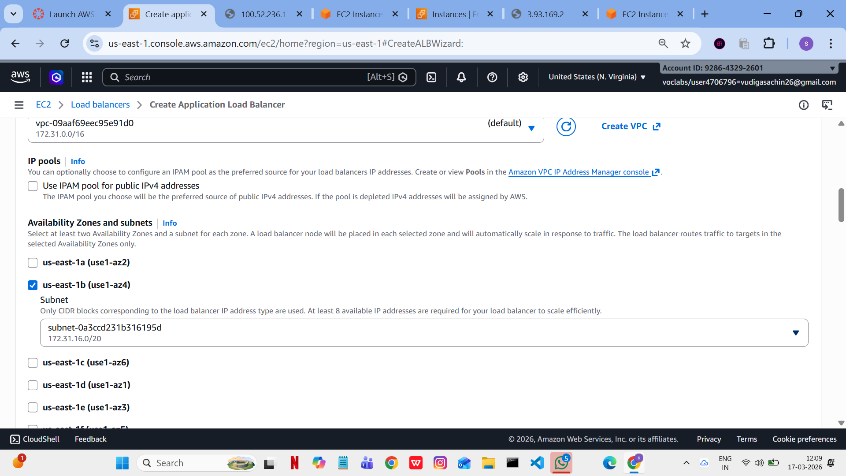 Launch AWS
Create applic
100.52.236.1
EC2 Instance
Instances | E
3.93.169.2
EC2 Instance
us-east-1.console.aws.amazon.com/ec2/home?region=us-east-1#CreateALBWizard:
S
aws
Search
[Alt+S]
United States (N. Virginia)
Account ID: 9286-4329-2601
voclabs/user4706796=vudigasachin26@gmail.com
EC2 > Load balancers > Create Application Load Balancer
vpc-09aaf69eec95e91d0
(default)
172.31.0.0/16
Create VPC
IP pools | Info
You can optionally choose to configure an IPAM pool as the preferred source for your load balancers IP addresses. Create or view Pools in the Amazon VPC IP Address Manager console.
Use IPAM pool for public IPv4 addresses
The IPAM pool you choose will be the preferred source of public IPv4 addresses. If the pool is depleted IPv4 addresses will be assigned by AWS.
Availability Zones and subnets | Info
Select at least two Availability Zones and a subnet for each zone. A load balancer node will be placed in each selected zone and will automatically scale in response to traffic. The load balancer routes traffic to targets in the
selected Availability Zones only.
us-east-1a (use1-az2)
us-east-1b (use1-az4)
Subnet
Only CIDR blocks corresponding to the load balancer IP address type are used. At least 8 available IP addresses are required for your load balancer to scale efficiently.
subnet-0a3ccd231b316195d
172.31.16.0/20
us-east-1c (use1-az6)
us-east-1d (use1-az1)
us-east-1e (use1-az3)
us-east-1f (use1-az5)
CloudShell
Feedback
© 2026, Amazon Web Services, Inc. or its affiliates.
Privacy
Terms
Cookie preferences
1
Search
5
ENG
IN
12:09
17-03-2026